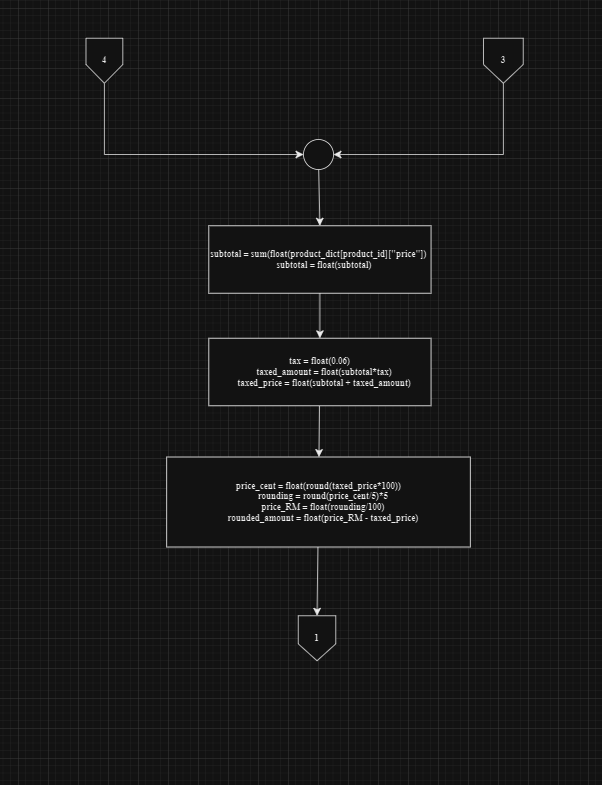 4
3
subtotal = sum(float(product_dict[product_id]["price"])
subtotal = float(subtotal)
tax = float(0.06)
taxed_amount = float(subtotal*tax)
taxed_price = float(subtotal + taxed_amount)
price_cent = float(round(taxed_price*100))
rounding = round(price_cent/5)*5
price_RM = float(rounding/100)
rounded_amount = float(price_RM - taxed_price)
1